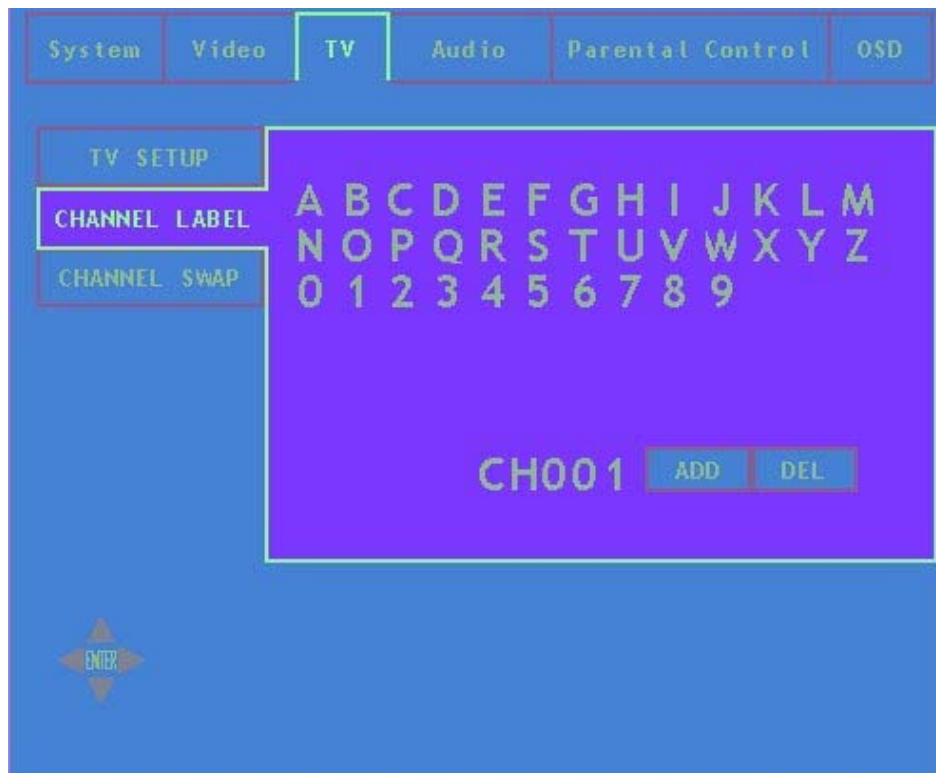 System Video TV Audio Parental Control OSD
TV SETUP
CHANNEL LABEL
CHANNEL SWAP
A B C D E F G H I J K L M
N O P Q R S T U V W X Y Z
0 1 2 3 4 5 6 7 8 9
CH001 ADD DEL
ENTER